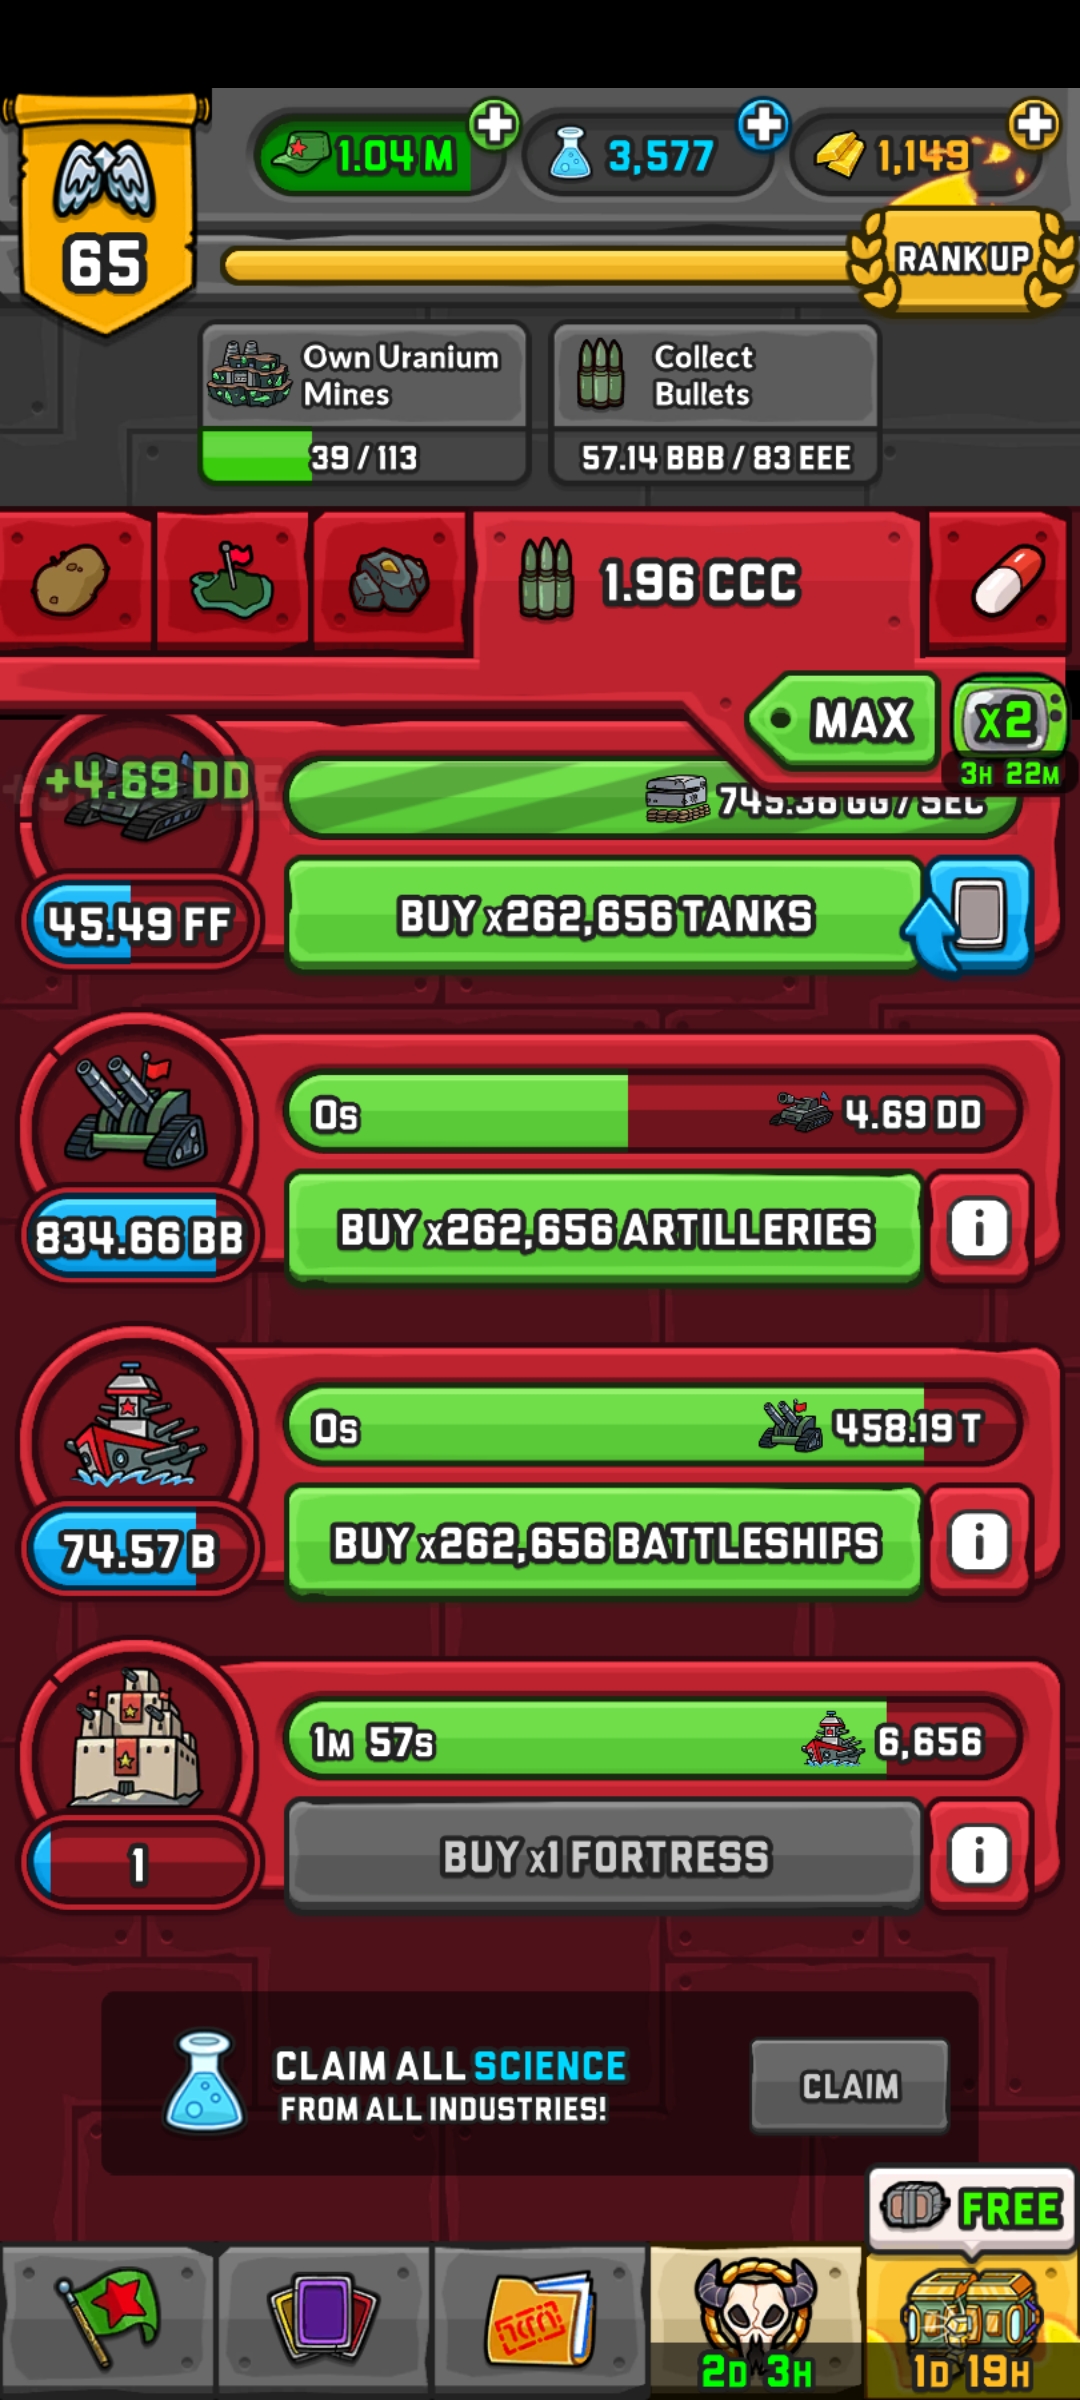 1.04 M
3,577
1,149
65
RANK UP
Own Uranium
Mines
39 / 113
Collect
Bullets
57.14 BBB / 83 EEE
1.96 CCC
MAX
x2
3H 22M
+4.69 DD
745.36 GG / SEC
45.49 FF
BUY x262,656 TANKS
0s
4.69 DD
834.66 BB
BUY x262,656 ARTILLERIES
i
0s
458.19 T
74.57 B
BUY x262,656 BATTLESHIPS
i
1M 57s
6,656
1
BUY x1 FORTRESS
i
CLAIM ALL SCIENCE
FROM ALL INDUSTRIES!
CLAIM
FREE
2D 3H
1D 19H